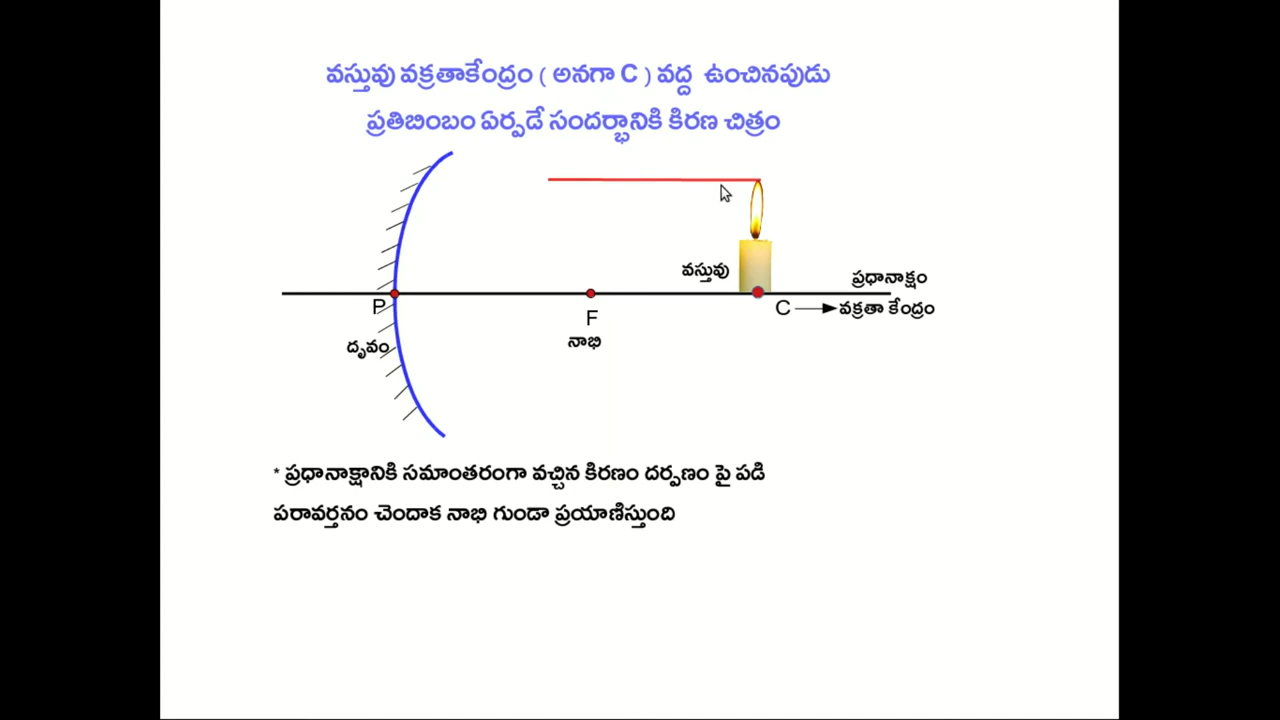 వస్తువు వక్రతాకేంద్రం ( అనగా C ) వద్ద ఉంచినపుడు
ప్రతిబింబం ఏర్పడే సందర్భానికి కిరణ చిత్రం
వస్తువు
ప్రధానాక్షం
P
F
C
వక్రతా కేంద్రం
దృవం
నాభి
* ప్రధానాక్షానికి సమాంతరంగా వచ్చిన కిరణం దర్పణం పై పడి
పరావర్తనం చెందాక నాభి గుండా ప్రయాణిస్తుంది